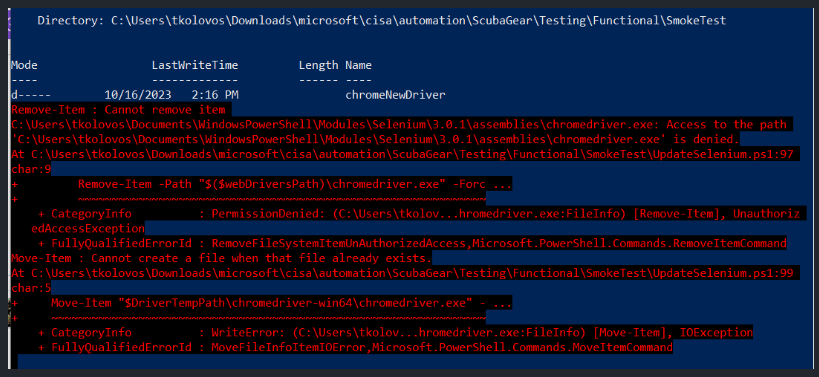 Directory: C:\Users\tkolovos\Downloads\microsoft\cisa\automation\ScubaGear\Testing\Functional\SmokeTest
Mode LastWriteTime Length Name
---- ------------- ------ ----
d----- 10/16/2023 2:16 PM chromeNewDriver
Remove-Item : Cannot remove item
C:\Users\tkolovos\Documents\WindowsPowerShell\Modules\Selenium\3.0.1\assemblies\chromedriver.exe: Access to the path
'C:\Users\tkolovos\Documents\WindowsPowerShell\Modules\Selenium\3.0.1\assemblies\chromedriver.exe' is denied.
At C:\Users\tkolovos\Downloads\microsoft\cisa\automation\ScubaGear\Testing\Functional\SmokeTest\UpdateSelenium.ps1:97
char:9
+ Remove-Item -Path "$($webDriversPath)\chromedriver.exe" -Forc ...
+ ~~~~~~~~~~~~~~~~~~~~~~~~~~~~~~~~~~~~~~~~~~~~~~~~~~~~~~~~~~~~~
+ CategoryInfo : PermissionDenied: (C:\Users\tkolov...hromedriver.exe:FileInfo) [Remove-Item], Unauthoriz
edAccessException
+ FullyQualifiedErrorId : RemoveFileSystemItemUnAuthorizedAccess,Microsoft.PowerShell.Commands.RemoveItemCommand
Move-Item : Cannot create a file when that file already exists.
At C:\Users\tkolovos\Downloads\microsoft\cisa\automation\ScubaGear\Testing\Functional\SmokeTest\UpdateSelenium.ps1:99
char:5
+ Move-Item "$DriverTempPath\chromedriver-win64\chromedriver.exe" - ...
+ ~~~~~~~~~~~~~~~~~~~~~~~~~~~~~~~~~~~~~~~~~~~~~~~~~~~~~~~~~~~~~~~~~
+ CategoryInfo : WriteError: (C:\Users\tkolov...hromedriver.exe:FileInfo) [Move-Item], IOException
+ FullyQualifiedErrorId : MoveFileInfoItemIOError,Microsoft.PowerShell.Commands.MoveItemCommand